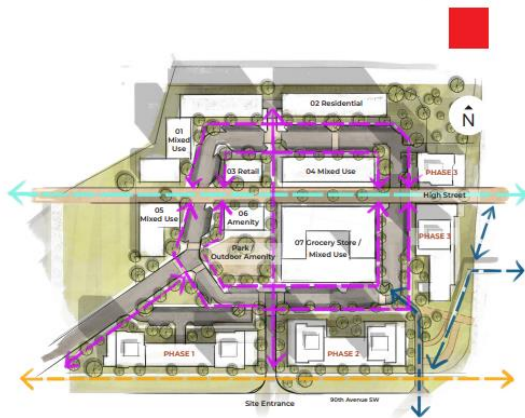 02 Residential
N
01
Mixed
Use
03 Retail
04 Mixed Use
PHASE 3
High Street
05
Mixed Use
06
Amenity
PHASE 3
Park /
Outdoor Amenity
07 Grocery Store /
Mixed Use
PHASE 1
PHASE 2
Site Entrance
90th Avenue SW